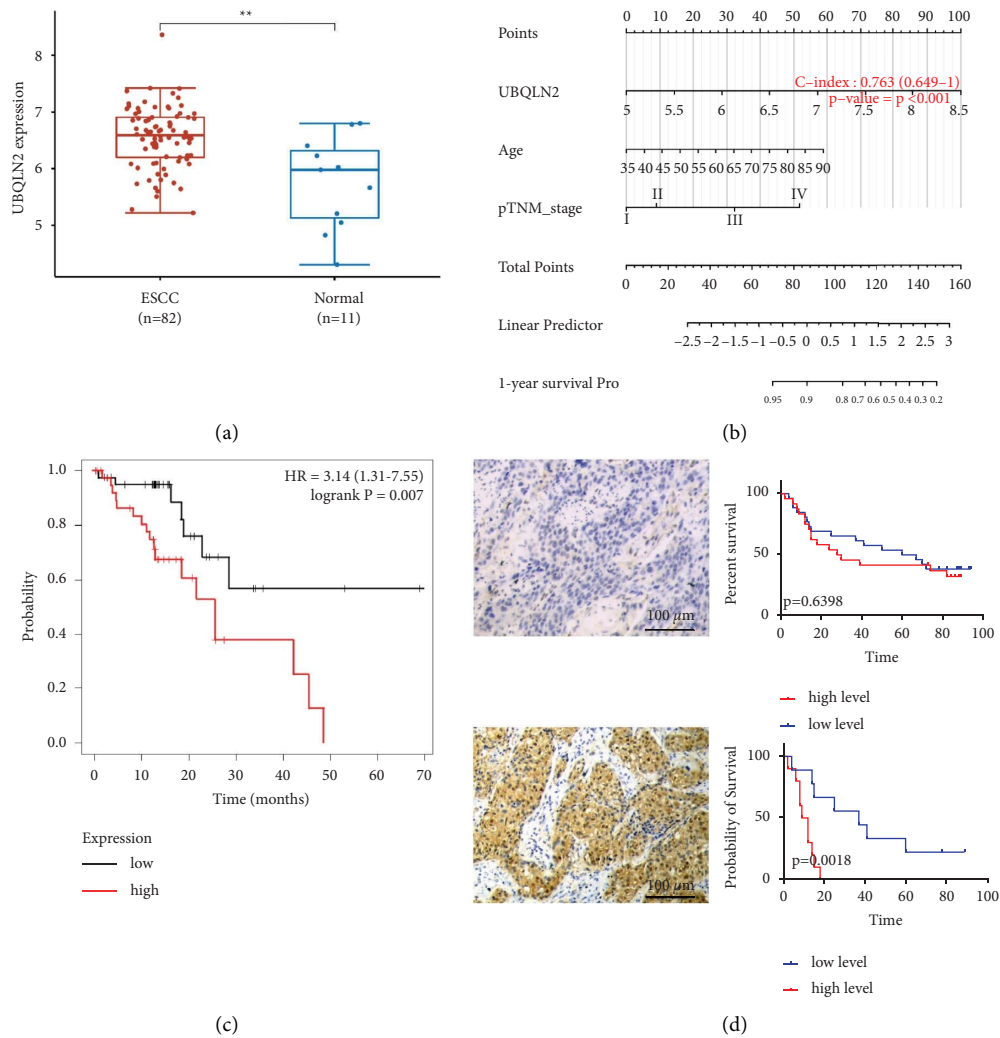 **
UBQLN2 expression
8
7
6
5
ESCC
(n=82)
Normal
(n=11)
(a)
Points
0 10 20 30 40 50 60 70 80 90 100
UBQLN2
C–index : 0.763 (0.649–1)
p–value = p <0.001
5 5.5 6 6.5 7 7.5 8 8.5
Age
35 40 45 50 55 60 65 70 75 80 85 90
pTNM_stage
II IV
I III
Total Points
0 20 40 60 80 100 120 140 160
Linear Predictor
–2.5 –2 –1.5 –1 –0.5 0 0.5 1 1.5 2 2.5 3
1-year survival Pro
0.95 0.9 0.8 0.7 0.6 0.5 0.4 0.3 0.2
(b)
Probability
1.0
0.8
0.6
0.4
0.2
0.0
HR = 3.14 (1.31-7.55)
logrank P = 0.007
0 10 20 30 40 50 60 70
Time (months)
Expression
low
high
(c)
100 μm
Percent survival
100
50
0
p=0.6398
0 20 40 60 80 100
Time
high level
low level
100 μm
Probability of Survival
100
50
0
p=0.0018
0 20 40 60 80 100
Time
low level
high level
(d)